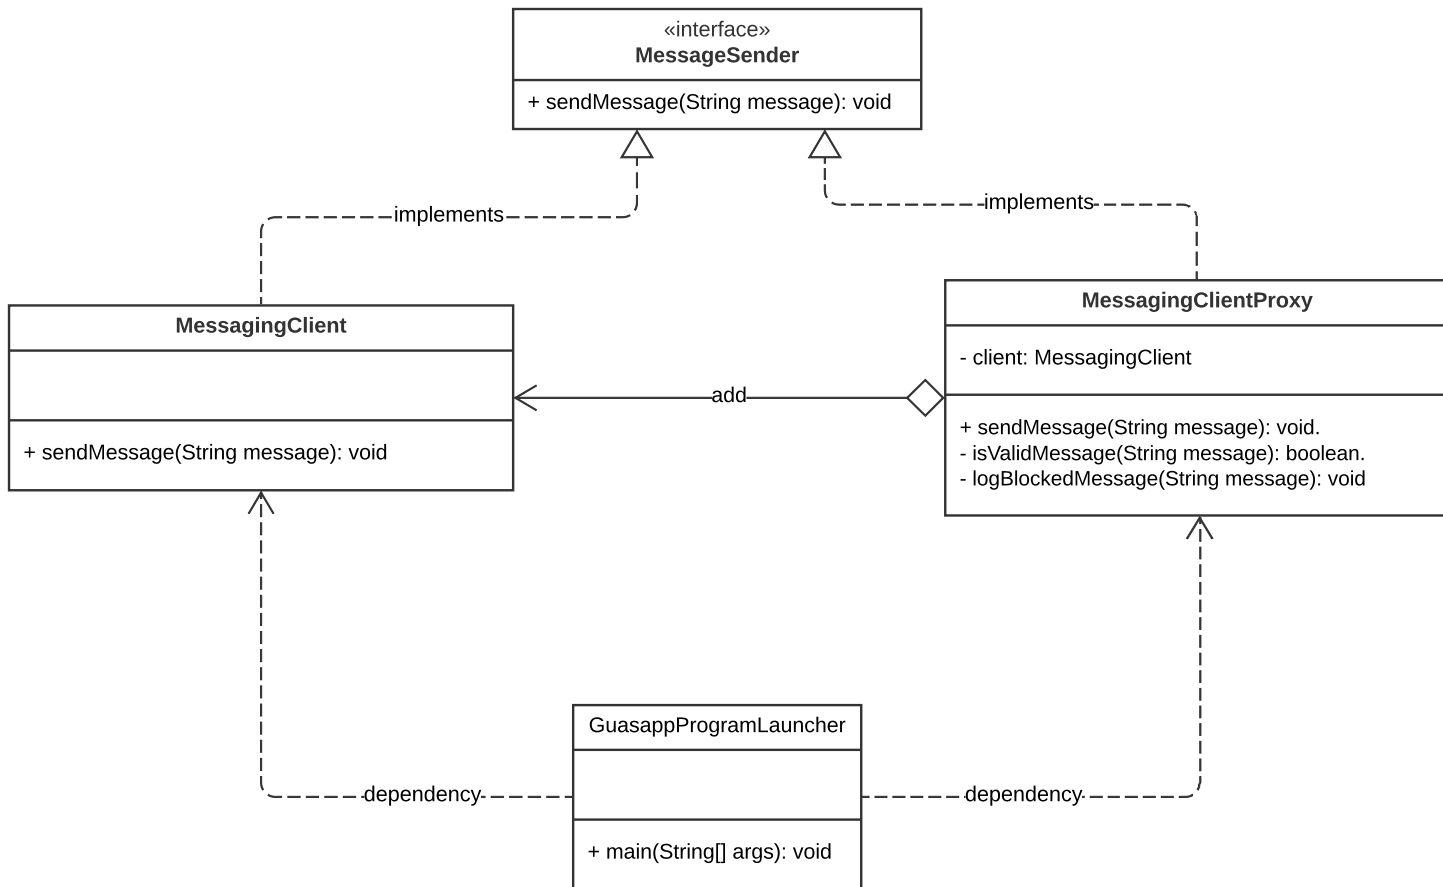 «interface»
MessageSender
+ sendMessage(String message): void
implements
implements
MessagingClient
+ sendMessage(String message): void
add
MessagingClientProxy
- client: MessagingClient
+ sendMessage(String message): void.
- isValidMessage(String message): boolean.
- logBlockedMessage(String message): void
dependency
dependency
GuasappProgramLauncher
+ main(String[] args): void